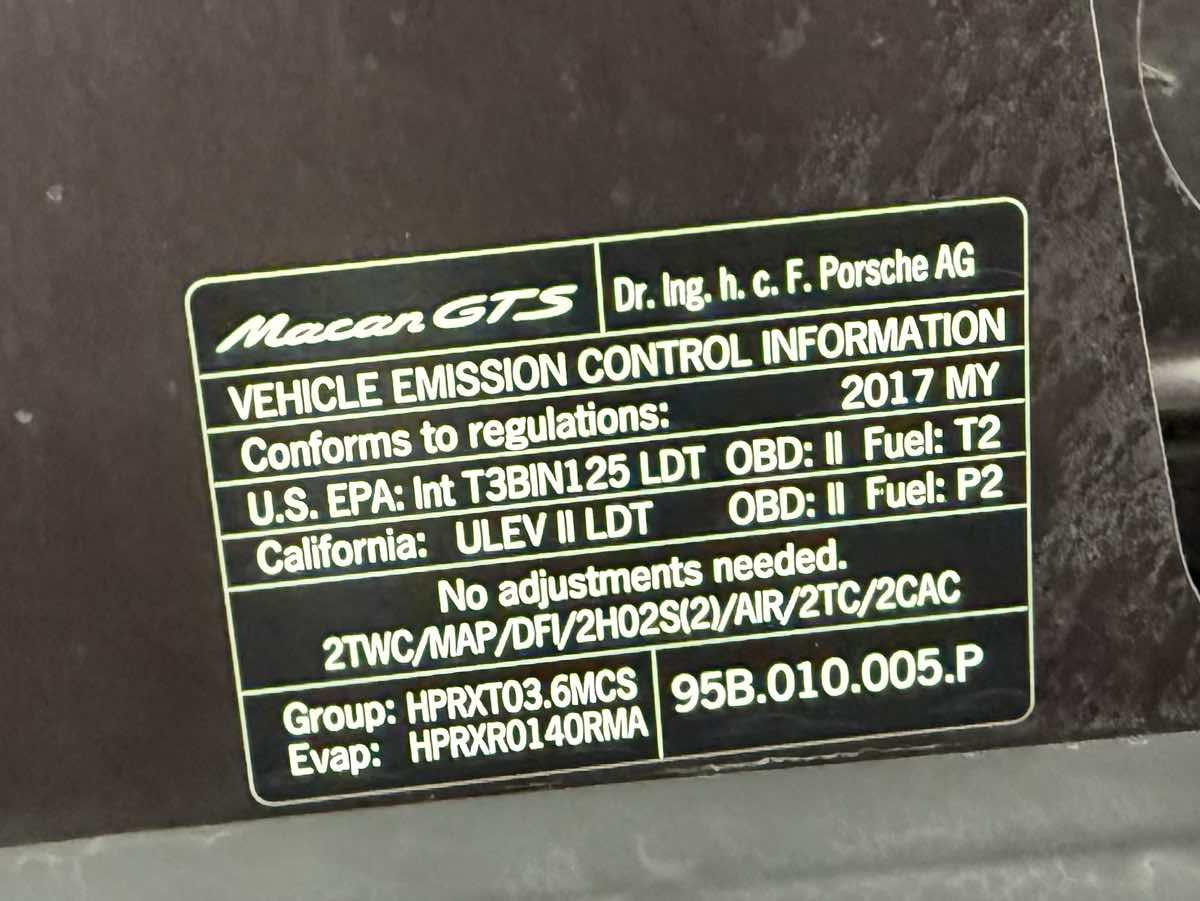 Macan GTS
Dr. Ing. h. c. F. Porsche AG
VEHICLE EMISSION CONTROL INFORMATION
Conforms to regulations: 2017 MY
U.S. EPA: Int T3BIN125 LDT OBD: II Fuel: T2
California: ULEV II LDT OBD: II Fuel: P2
No adjustments needed.
2TWC/MAP/DFI/2HO2S(2)/AIR/2TC/2CAC
Group: HPRXT03.6MCS
Evap: HPRXR0140RMA
95B.010.005.P